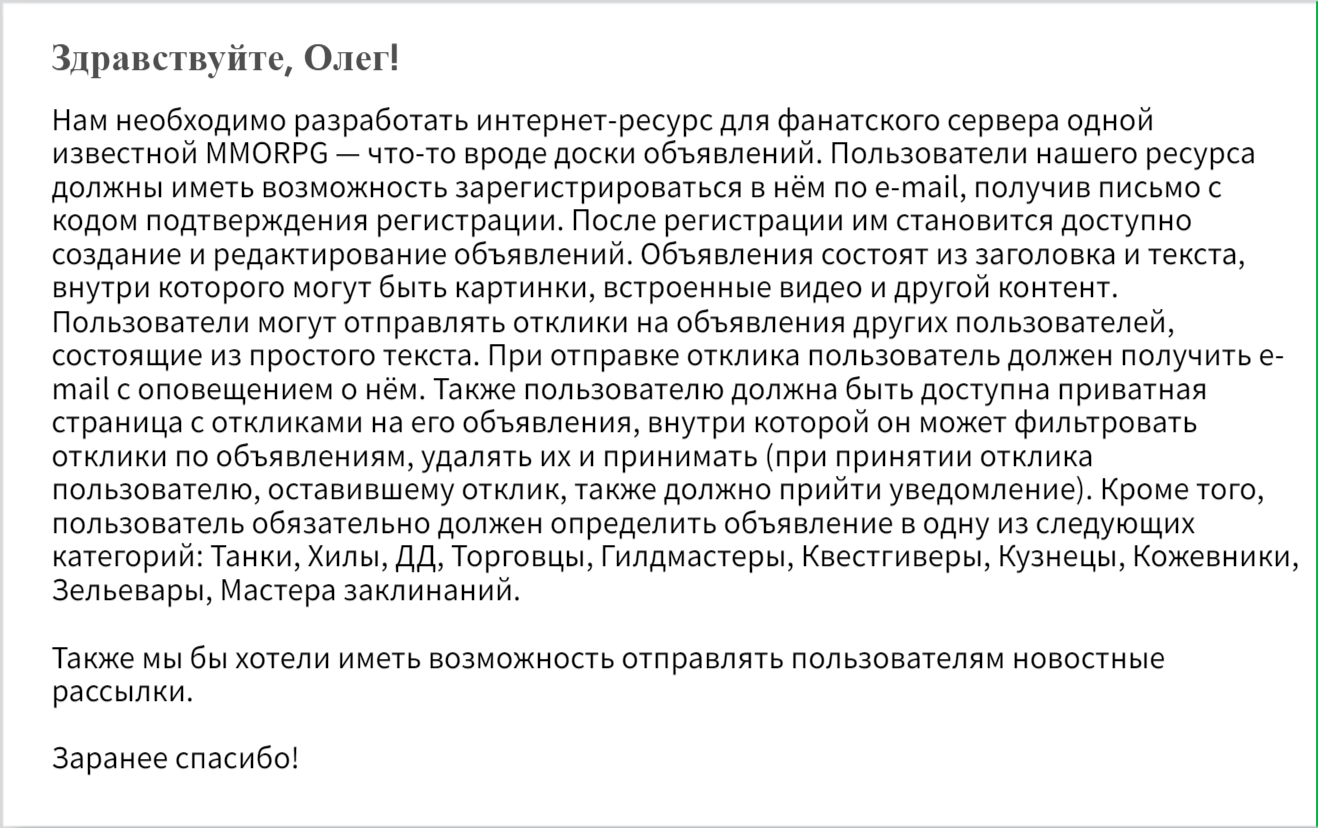 Здравствуйте, Олег!
Нам необходимо разработать интернет-ресурс для фанатского сервера одной
известной MMORPG — что-то вроде доски объявлений. Пользователи нашего ресурса
должны иметь возможность зарегистрироваться в нём по e-mail, получив письмо с
кодом подтверждения регистрации. После регистрации им становится доступно
создание и редактирование объявлений. Объявления состоят из заголовка и текста,
внутри которого могут быть картинки, встроенные видео и другой контент.
Пользователи могут отправлять отклики на объявления других пользователей,
состоящие из простого текста. При отправке отклика пользователь должен получить e-
mail с оповещением о нём. Также пользователю должна быть доступна приватная
страница с откликами на его объявления, внутри которой он может фильтровать
отклики по объявлениям, удалять их и принимать (при принятии отклика
пользователю, оставившему отклик, также должно прийти уведомление). Кроме того,
пользователь обязательно должен определить объявление в одну из следующих
категорий: Танки, Хилы, ДД, Торговцы, Гилдмастеры, Квестгиверы, Кузнецы, Кожевники,
Зельевары, Мастера заклинаний.
Также мы бы хотели иметь возможность отправлять пользователям новостные
рассылки.
Заранее спасибо!